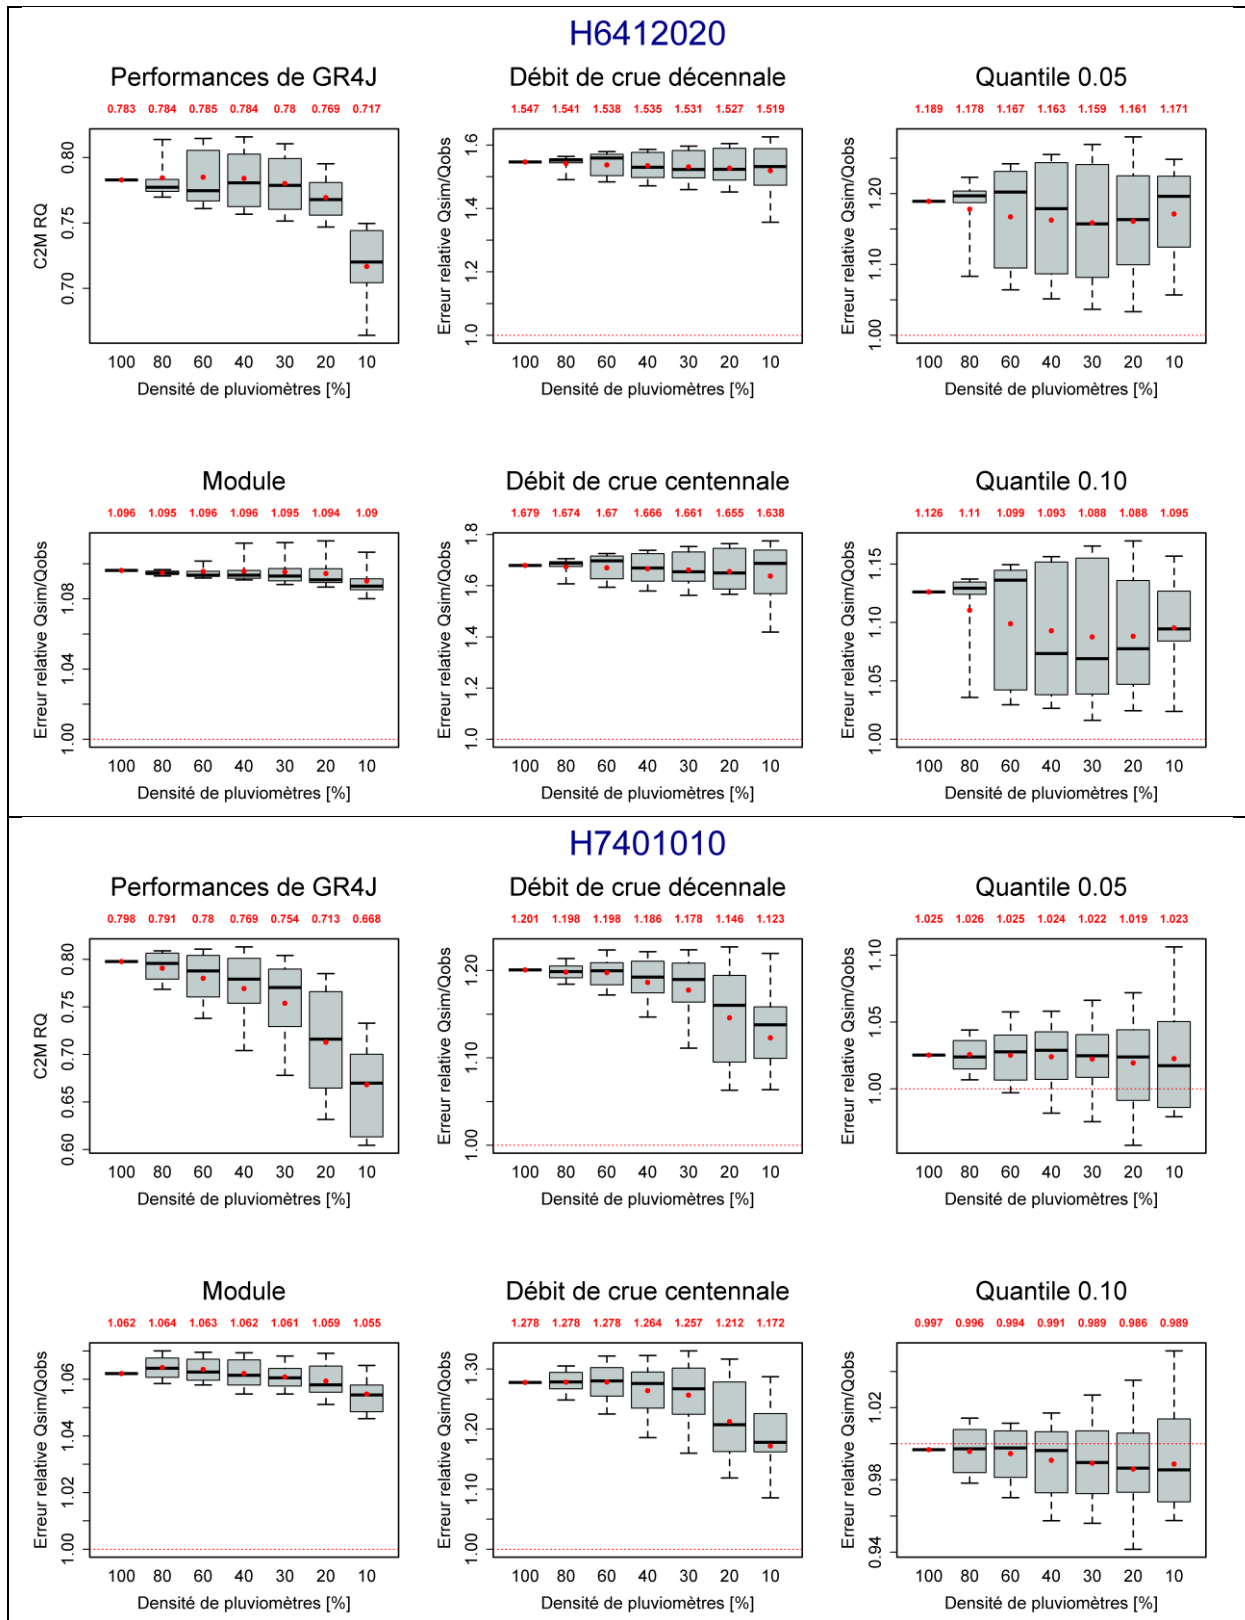 H6412020
Performances de GR4J
0.783 0.784 0.785 0.784 0.78 0.769 0.717
C2M RQ
0.80
0.75
0.70
100 80 60 40 30 20 10
Densité de pluviomètres [%]
Débit de crue décennale
1.547 1.541 1.538 1.535 1.531 1.527 1.519
Erreur relative Qsim/Qobs
1.6
1.4
1.2
1.0
100 80 60 40 30 20 10
Densité de pluviomètres [%]
Quantile 0.05
1.189 1.178 1.167 1.163 1.159 1.161 1.171
Erreur relative Qsim/Qobs
1.20
1.10
1.00
100 80 60 40 30 20 10
Densité de pluviomètres [%]
Module
1.096 1.095 1.096 1.096 1.095 1.094 1.09
Erreur relative Qsim/Qobs
1.08
1.04
1.00
100 80 60 40 30 20 10
Densité de pluviomètres [%]
Débit de crue centennale
1.679 1.674 1.67 1.666 1.661 1.655 1.638
Erreur relative Qsim/Qobs
1.8
1.6
1.4
1.2
1.0
100 80 60 40 30 20 10
Densité de pluviomètres [%]
Quantile 0.10
1.126 1.11 1.099 1.093 1.088 1.088 1.095
Erreur relative Qsim/Qobs
1.15
1.10
1.05
1.00
100 80 60 40 30 20 10
Densité de pluviomètres [%]
H7401010
Performances de GR4J
0.798 0.791 0.78 0.769 0.754 0.713 0.668
C2M RQ
0.80
0.75
0.70
0.65
0.60
100 80 60 40 30 20 10
Densité de pluviomètres [%]
Débit de crue décennale
1.201 1.198 1.198 1.186 1.178 1.146 1.123
Erreur relative Qsim/Qobs
1.20
1.10
1.00
100 80 60 40 30 20 10
Densité de pluviomètres [%]
Quantile 0.05
1.025 1.026 1.025 1.024 1.022 1.019 1.023
Erreur relative Qsim/Qobs
1.10
1.05
1.00
100 80 60 40 30 20 10
Densité de pluviomètres [%]
Module
1.062 1.064 1.063 1.062 1.061 1.059 1.055
Erreur relative Qsim/Qobs
1.06
1.04
1.02
1.00
100 80 60 40 30 20 10
Densité de pluviomètres [%]
Débit de crue centennale
1.278 1.278 1.278 1.264 1.257 1.212 1.172
Erreur relative Qsim/Qobs
1.30
1.20
1.10
1.00
100 80 60 40 30 20 10
Densité de pluviomètres [%]
Quantile 0.10
0.997 0.996 0.994 0.991 0.989 0.986 0.989
Erreur relative Qsim/Qobs
1.02
0.98
0.94
100 80 60 40 30 20 10
Densité de pluviomètres [%]